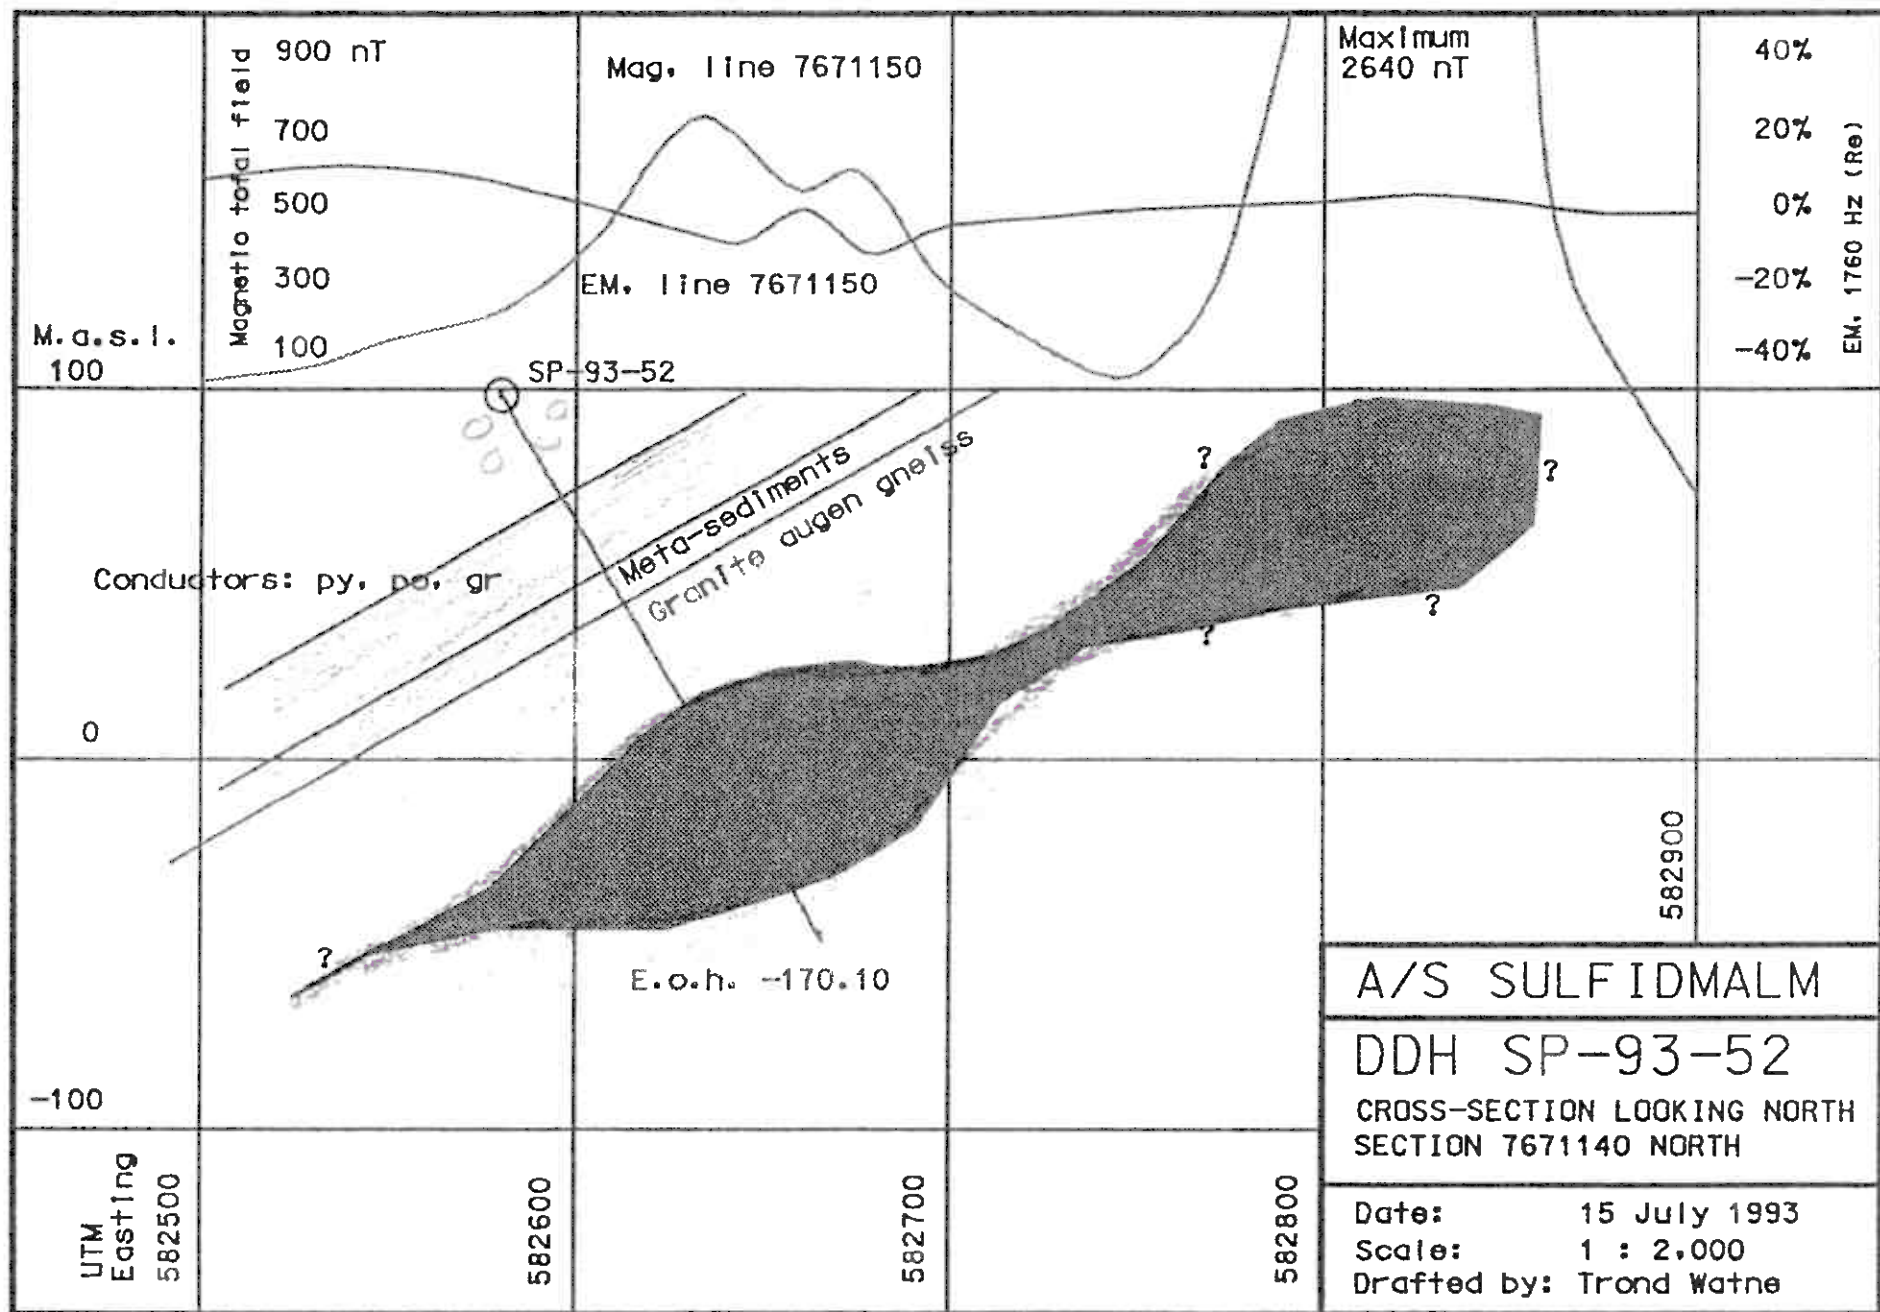 Magnetic total field
900 nT
700
500
300
100
Mag. line 7671150
EM. line 7671150
Maximum
2640 nT
40%
20%
0%
-20%
-40%
EM. 1760 Hz (Re)
M.a.s.l.
100
SP-93-52
Meta-sediments
Granite augen gneiss
Conductors: py, po, gr
?
?
?
?
?
0
E.o.h. -170.10
-100
UTM
Easting
582500
582600
582700
582800
582900
A/S SULFIDMALM
DDH SP-93-52
CROSS-SECTION LOOKING NORTH
SECTION 7671140 NORTH
Date: 15 July 1993
Scale: 1 : 2,000
Drafted by: Trond Watne